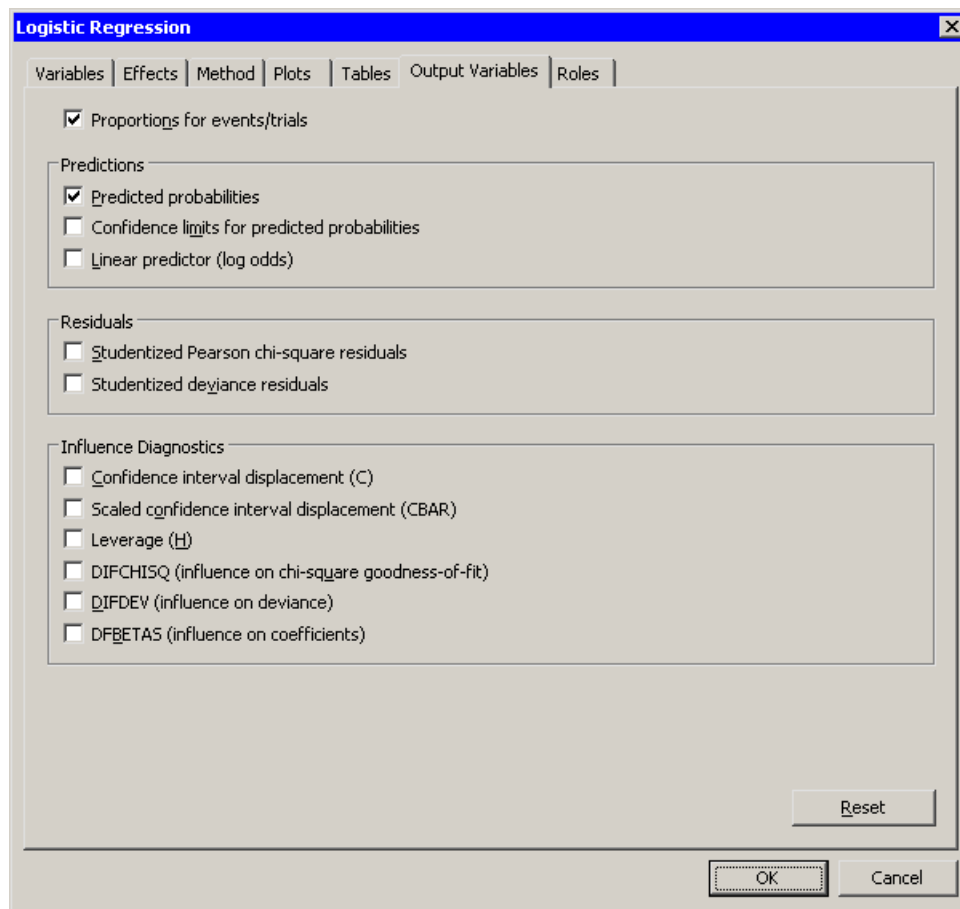 Logistic Regression
Variables Effects Method Plots Tables Output Variables Roles
Proportions for events/trials
Predictions
Predicted probabilities
Confidence limits for predicted probabilities
Linear predictor (log odds)
Residuals
Studentized Pearson chi-square residuals
Studentized deviance residuals
Influence Diagnostics
Confidence interval displacement (C)
Scaled confidence interval displacement (CBAR)
Leverage (H)
DIFCHISQ (influence on chi-square goodness-of-fit)
DIFDEV (influence on deviance)
DFBETAS (influence on coefficients)
Reset
OK Cancel